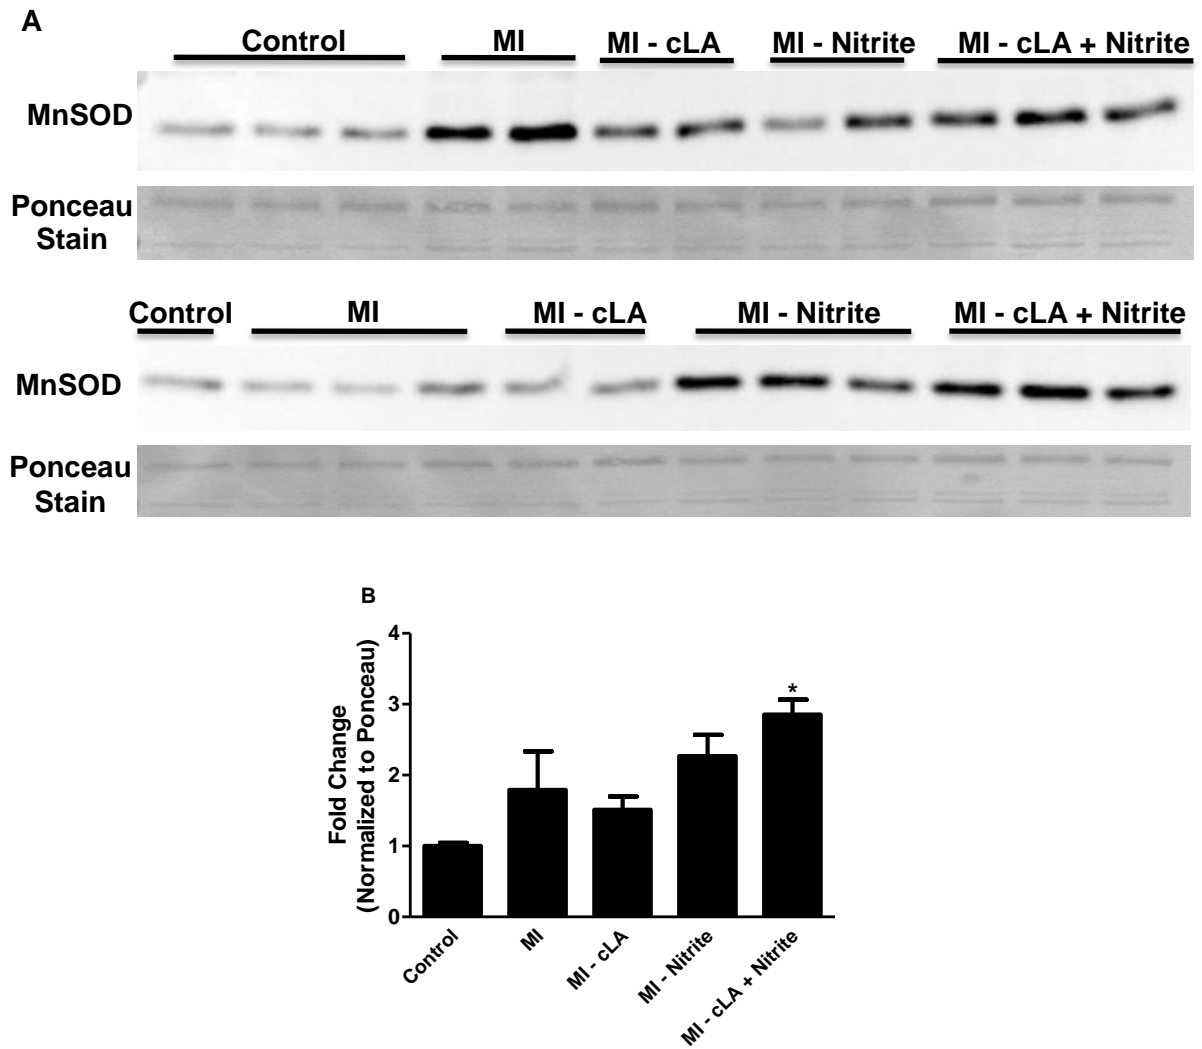 A
Control MI MI - cLA MI - Nitrite MI - cLA + Nitrite
MnSOD
Ponceau
Stain
Control MI MI - cLA MI - Nitrite MI - cLA + Nitrite
MnSOD
Ponceau
Stain
B
Fold Change
(Normalized to Ponceau)
4
3
2
1
0
*
Control
MI
MI - cLA
MI - Nitrite
MI - cLA + Nitrite